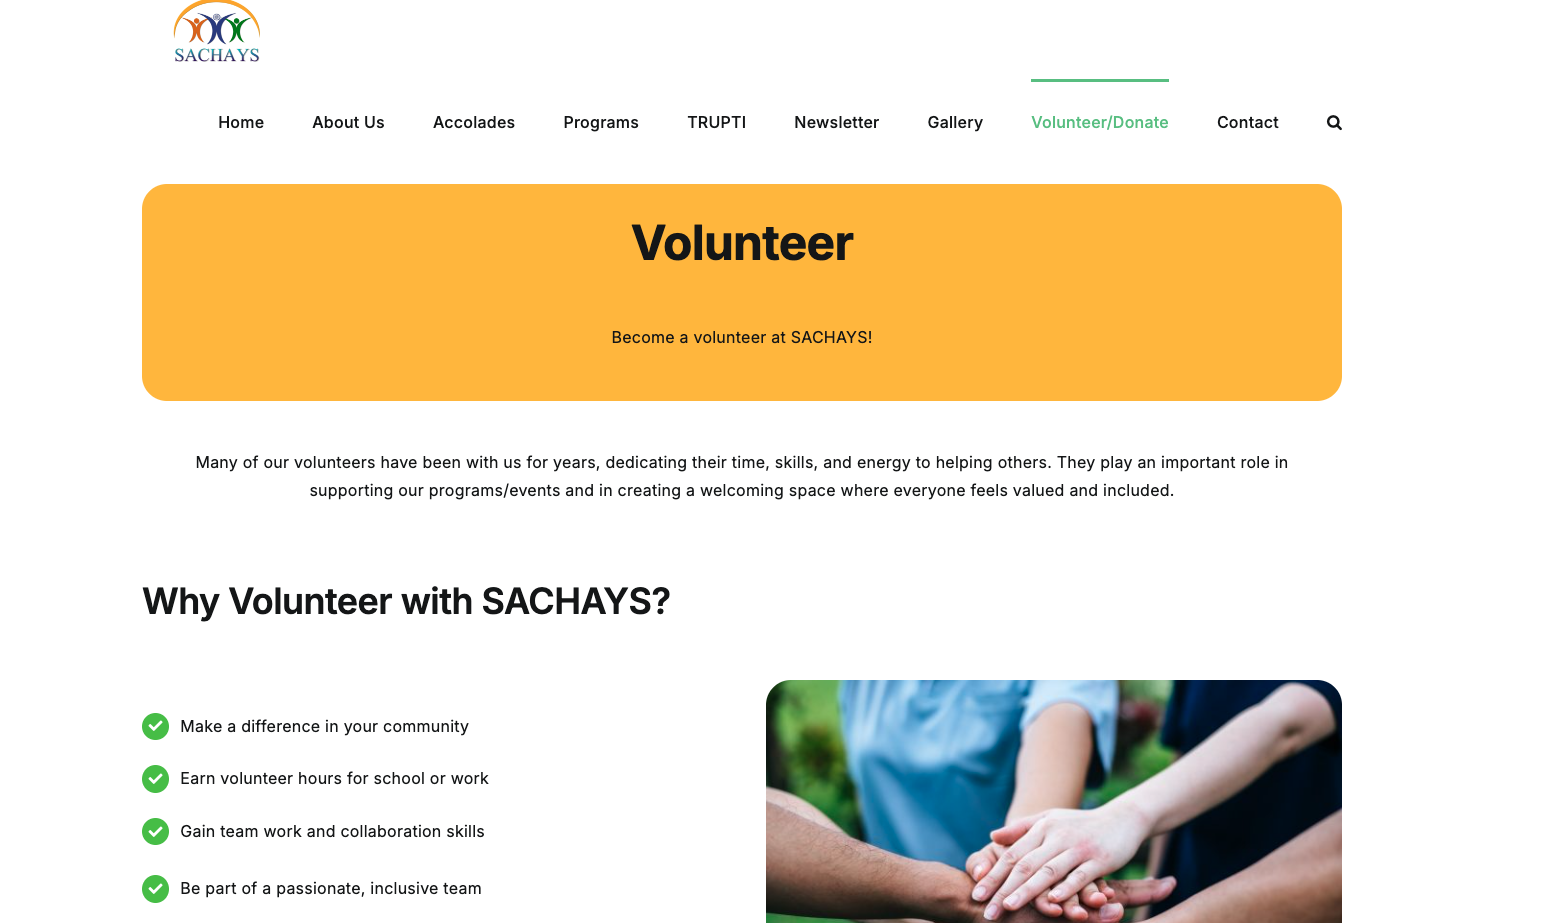 SACHAYS
Home About Us Accolades Programs TRUPTI Newsletter Gallery Volunteer/Donate Contact
Volunteer
Become a volunteer at SACHAYS!
Many of our volunteers have been with us for years, dedicating their time, skills, and energy to helping others. They play an important role in
supporting our programs/events and in creating a welcoming space where everyone feels valued and included.
Why Volunteer with SACHAYS?
Make a difference in your community
Earn volunteer hours for school or work
Gain team work and collaboration skills
Be part of a passionate, inclusive team